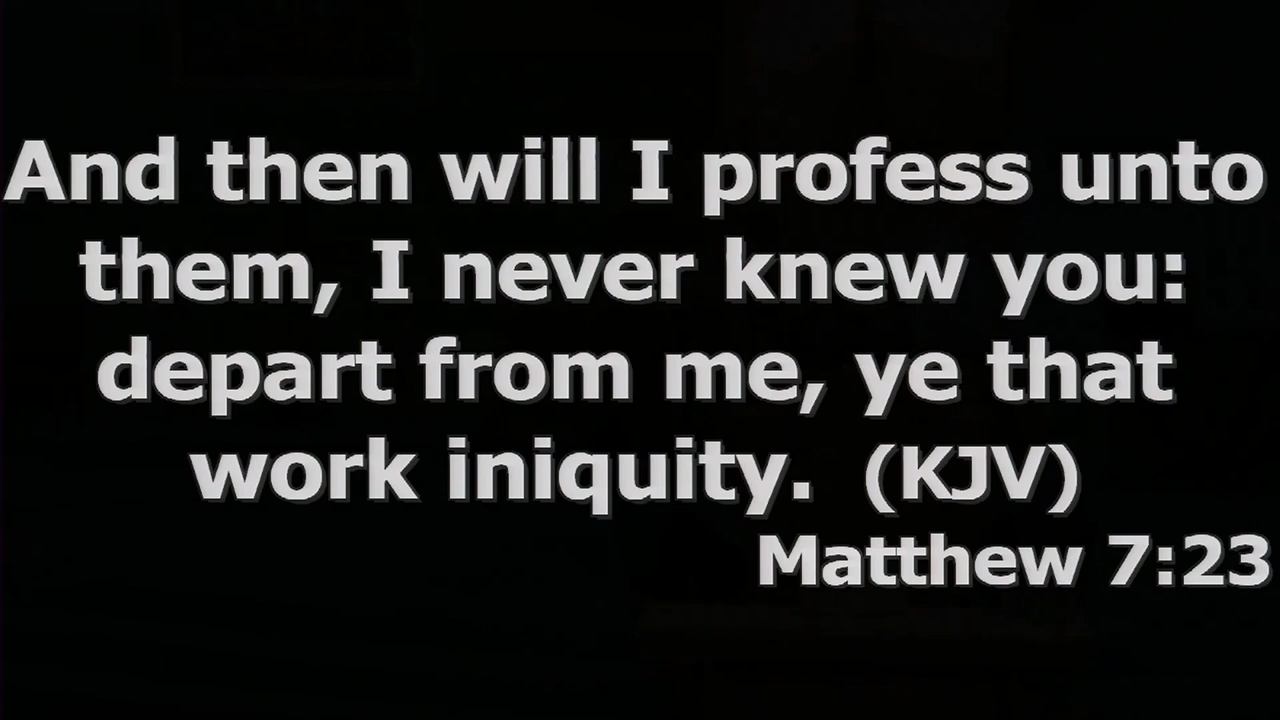 And then will I profess unto
them, I never knew you:
depart from me, ye that
work iniquity.  (KJV)
Matthew 7:23